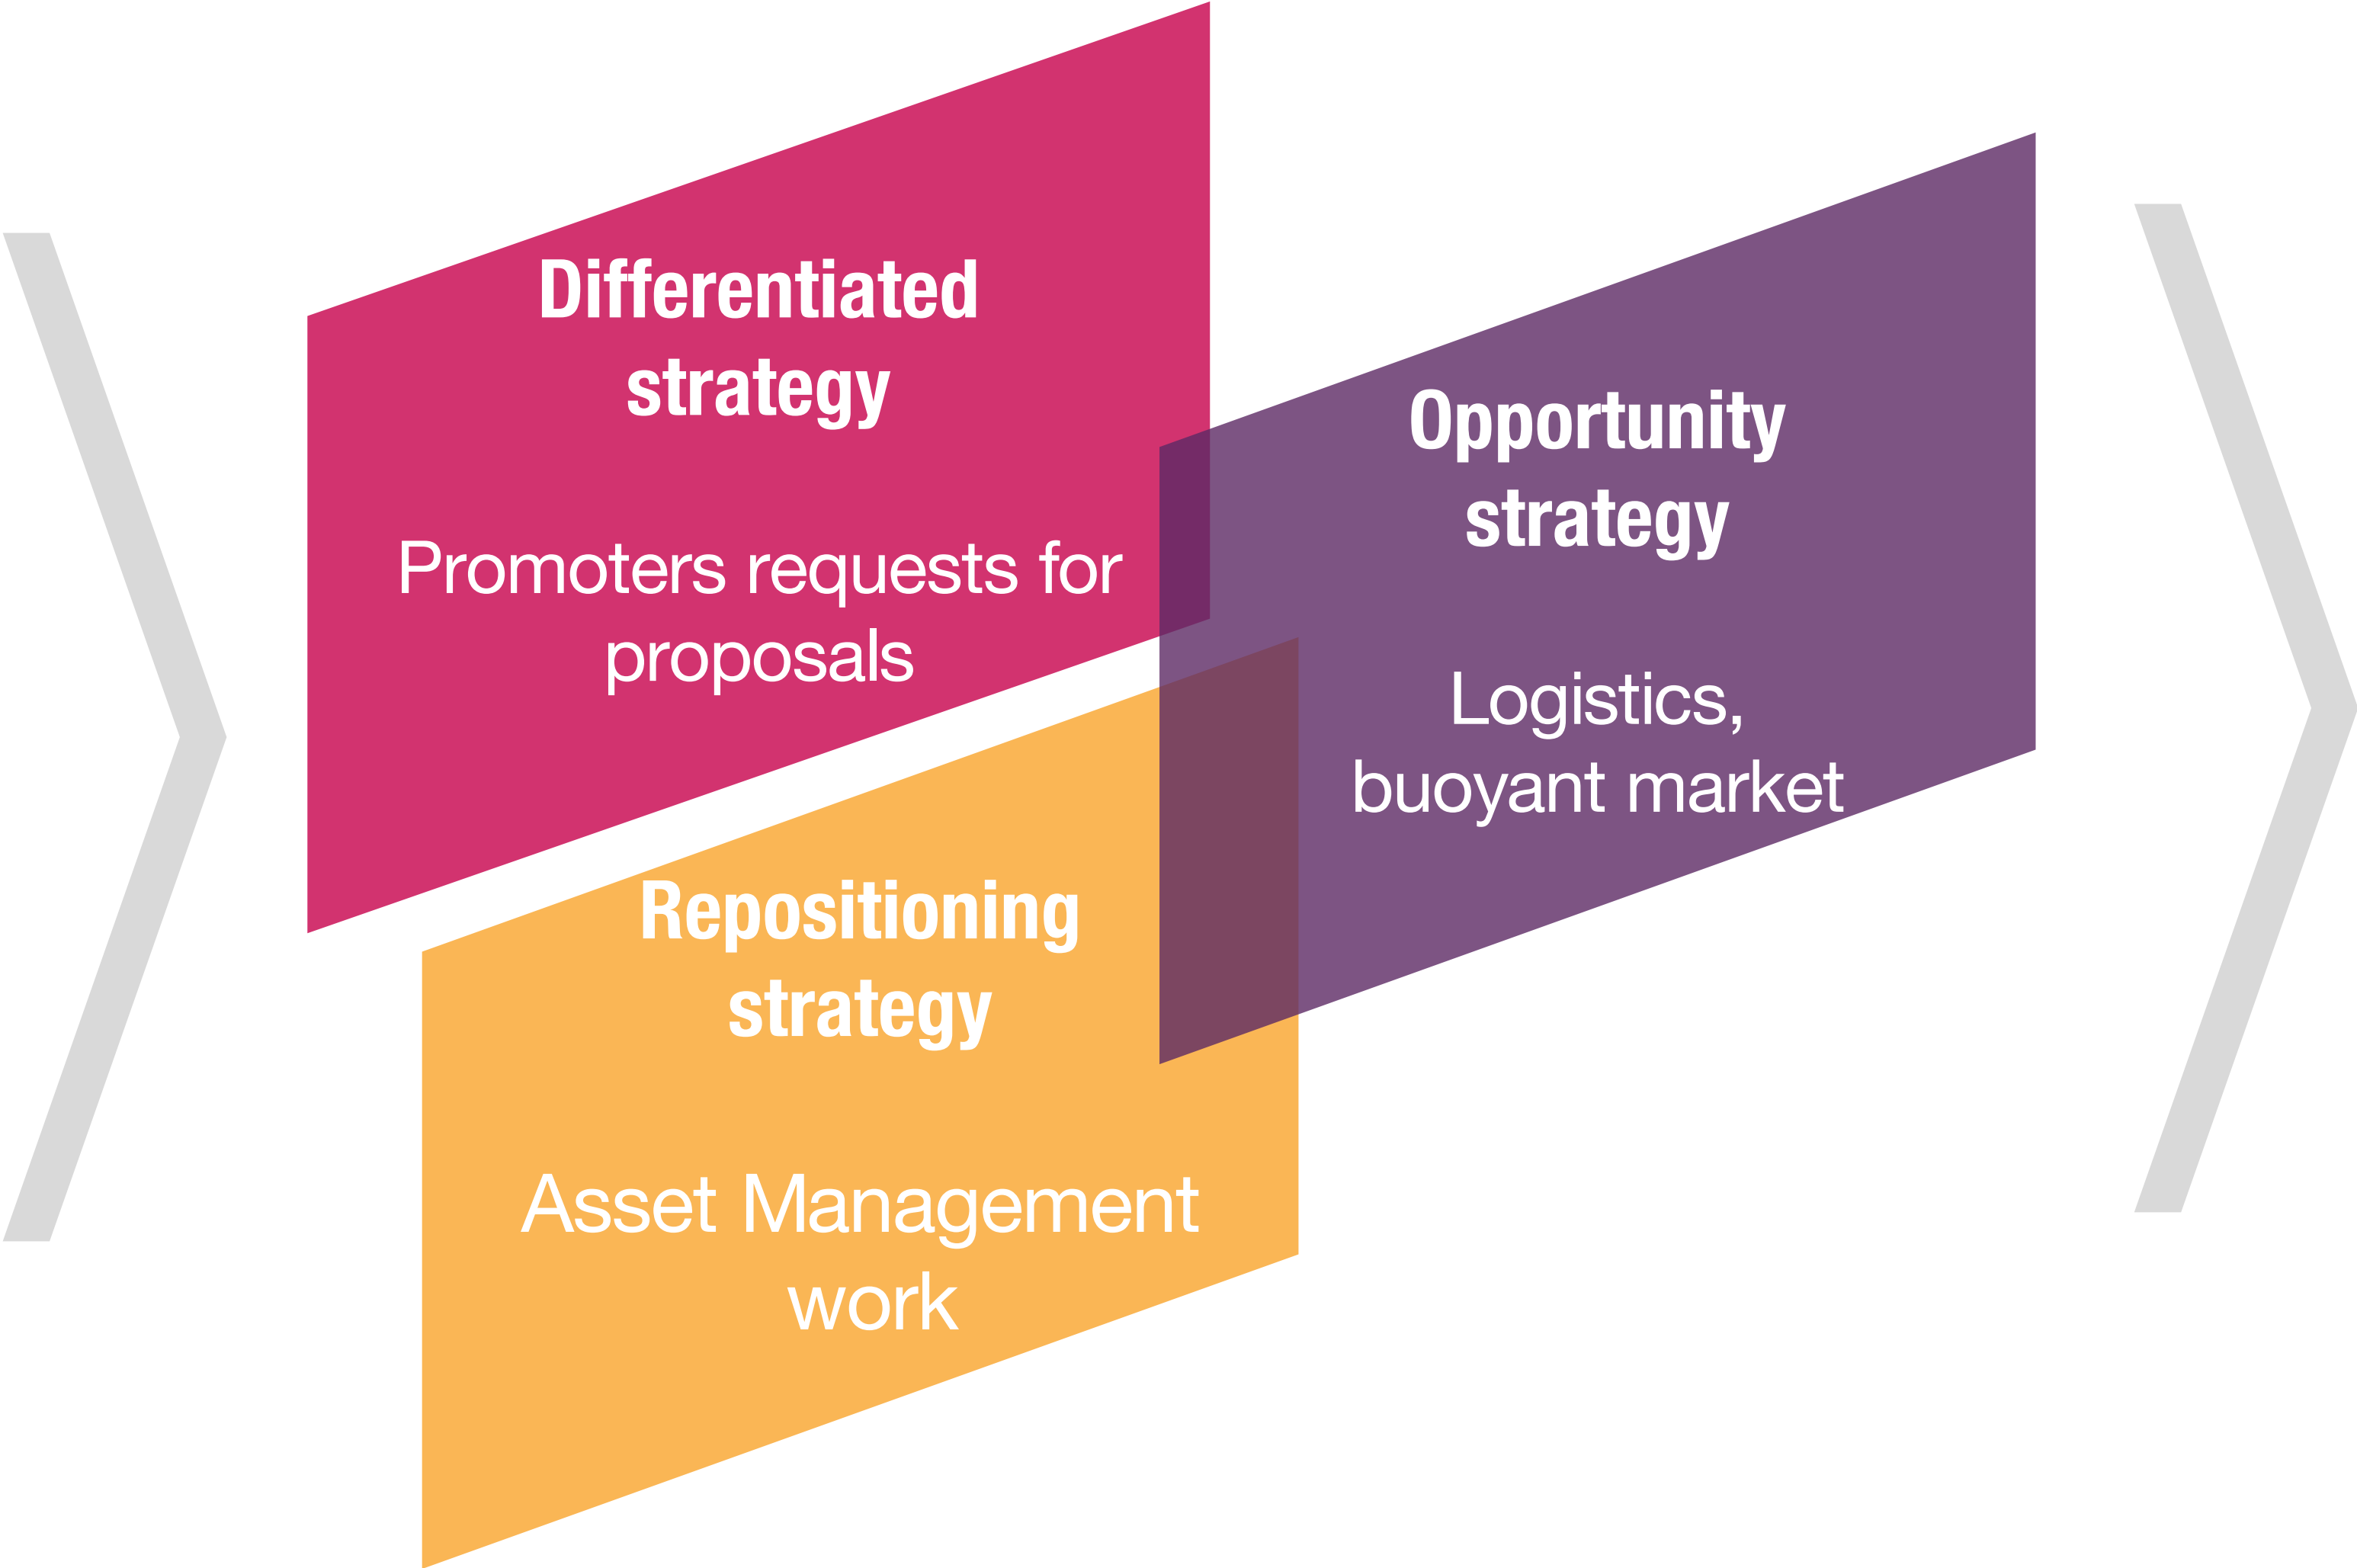 Differentiated
strategy
Promoters requests for
proposals
Opportunity
strategy
Logistics,
buoyant market
Repositioning
strategy
Asset Management
work